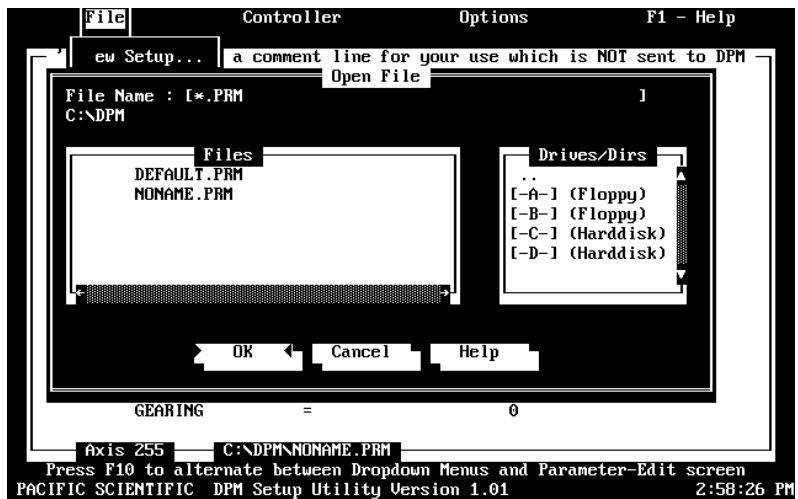 File Controller Options F1 - Help
ew Setup... a comment line for your use which is NOT sent to DPM
Open File
File Name : [*.PRM ]
C:\DPM
Files Drives/Dirs
DEFAULT.PRM ..
NONAME.PRM [-A-] (Floppy)
[-B-] (Floppy)
[-C-] (Harddisk)
[-D-] (Harddisk)
OK Cancel Help
GEARING = 0
Axis 255 C:\DPM\NONAME.PRM
Press F10 to alternate between Dropdown Menus and Parameter-Edit screen
PACIFIC SCIENTIFIC DPM Setup Utility Version 1.01 2:58:26 PM